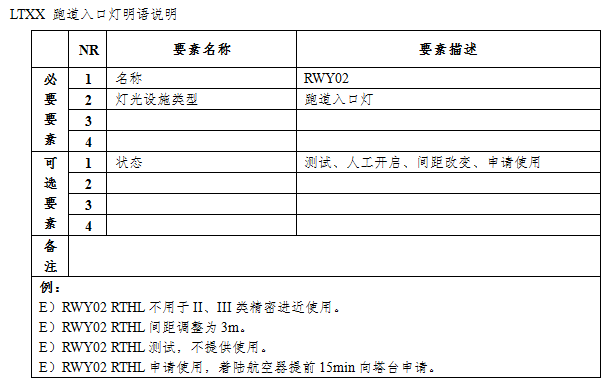 LTXX 跑道入口灯明语说明
NR 要素名称 要素描述
必要要素
1 名称 RWY02
2 灯光设施类型 跑道入口灯
3
4
可选要素
1 状态 测试、人工开启、间距改变、申请使用
2
3
4
备注
例：
E）RWY02 RTHL 不用于 II、III 类精密进近使用。
E）RWY02 RTHL 间距调整为 3m。
E）RWY02 RTHL 测试，不提供使用。
E）RWY02 RTHL 申请使用，着陆航空器提前 15min 向塔台申请。